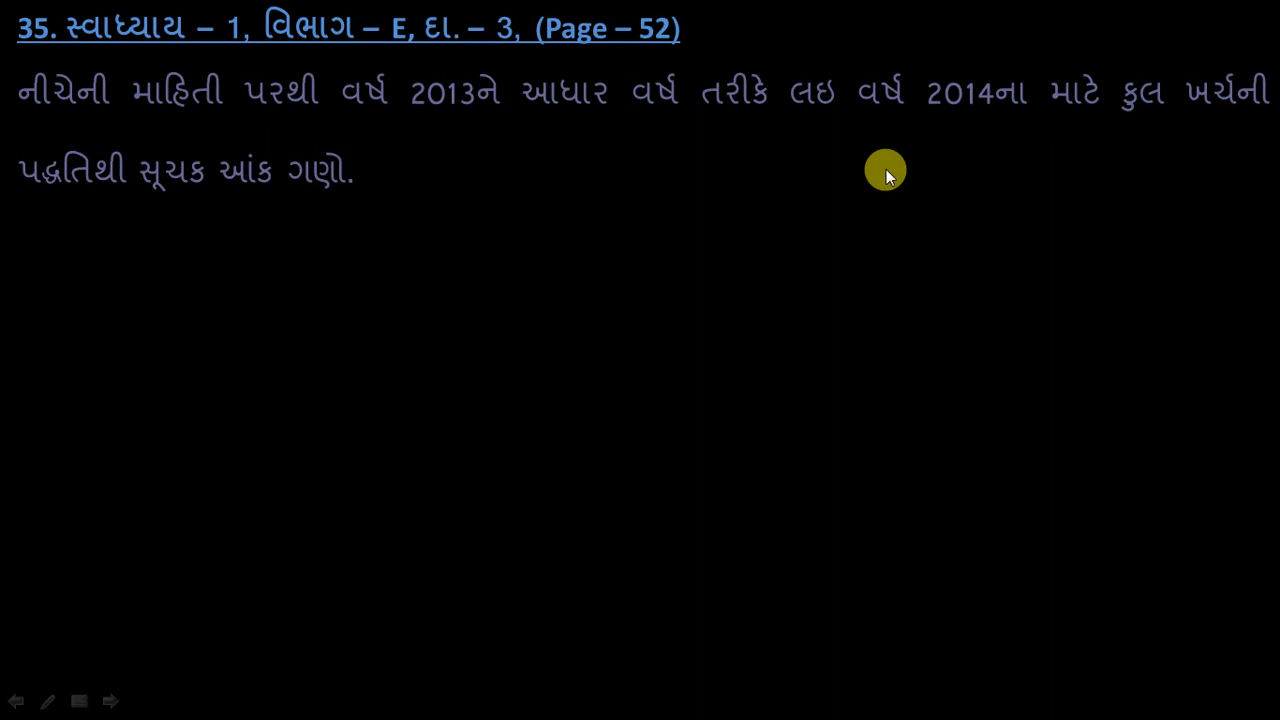 35. સ્વાધ્યાય – 1, વિભાગ – E, દા. – 3, (Page – 52)
નીચેની માહિતી પરથી વર્ષ 2013ને આધાર વર્ષ તરીકે લઇ વર્ષ 2014ના માટે કુલ ખર્ચની
પદ્ધતિથી સૂચક આંક ગણો.